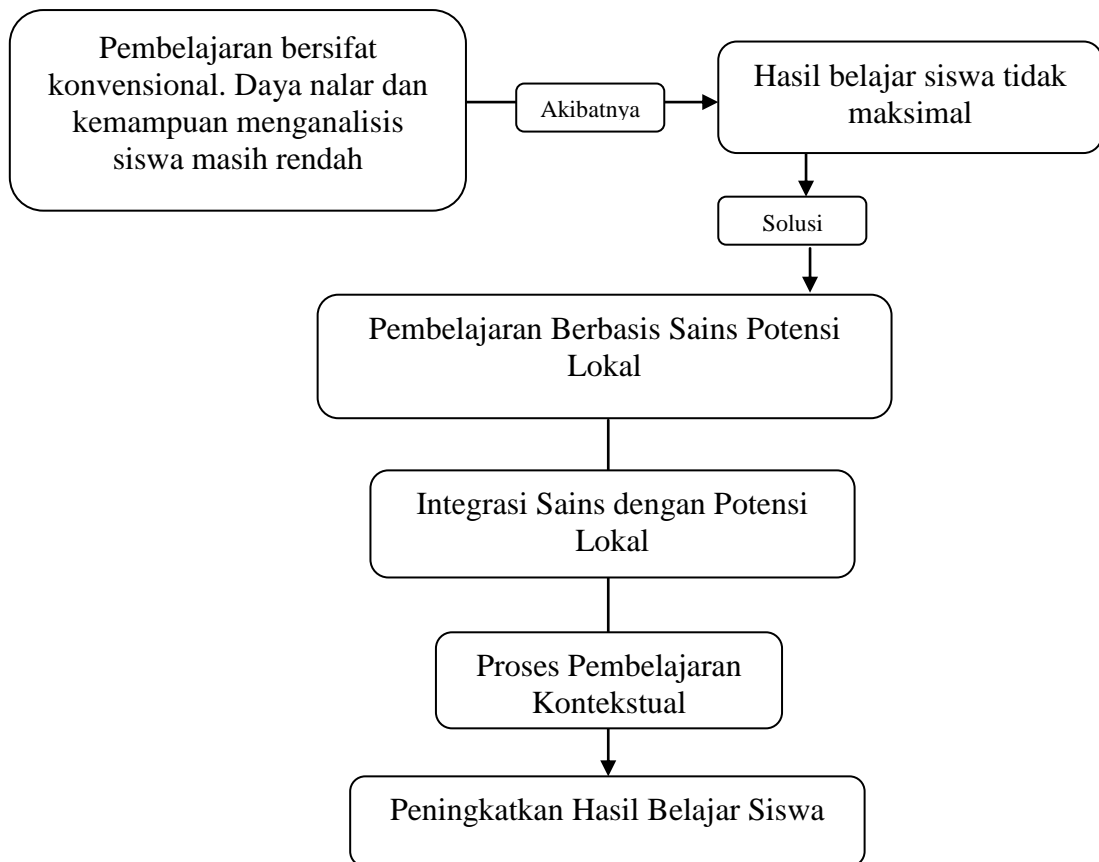 Pembelajaran bersifat
konvensional. Daya nalar dan
kemampuan menganalisis
siswa masih rendah
Akibatnya
Hasil belajar siswa tidak
maksimal
Solusi
Pembelajaran Berbasis Sains Potensi
Lokal
Integrasi Sains dengan Potensi
Lokal
Proses Pembelajaran
Kontekstual
Peningkatkan Hasil Belajar Siswa